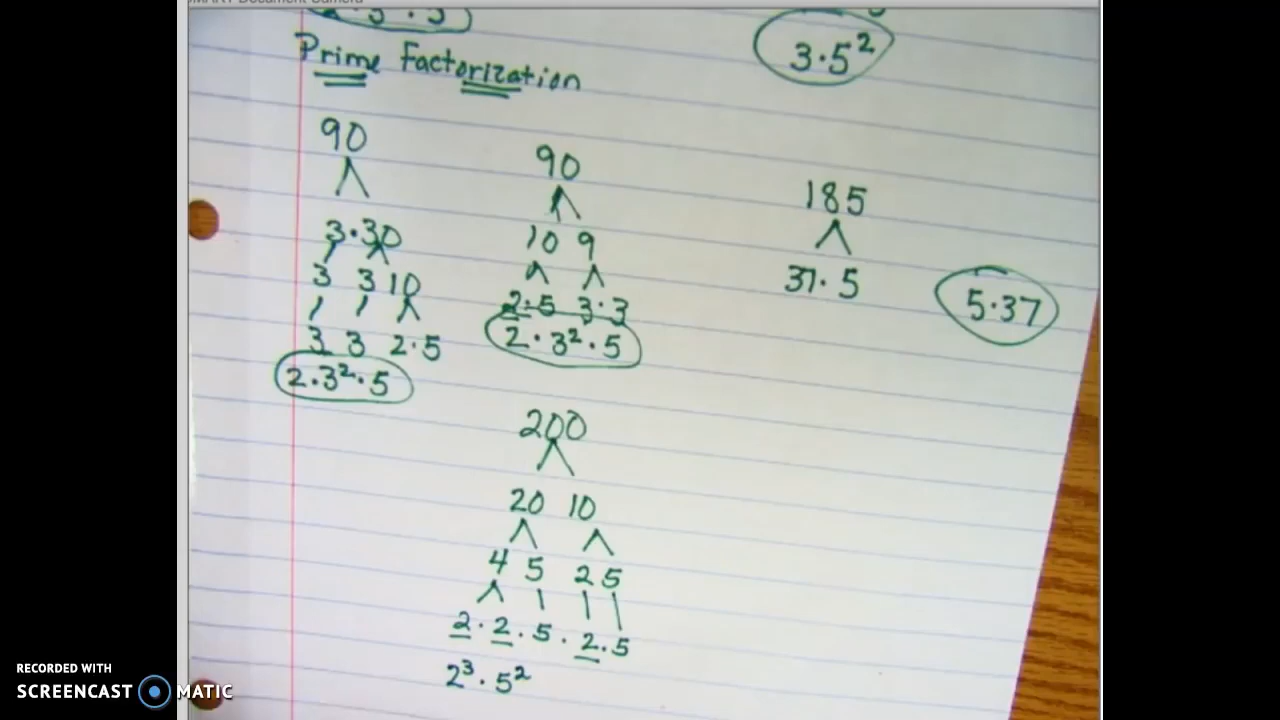 3 · 5²
Prime Factorization
90
3 · 30
3 3 10
3 3 2 · 5
2 · 3² · 5
90
10 9
2 · 5 3 · 3
2 · 3² · 5
185
37 · 5
5 · 37
200
20 10
4 5 2 5
2 · 2 · 5 · 2 · 5
2³ · 5²
RECORDED WITH
SCREENCAST MATIC